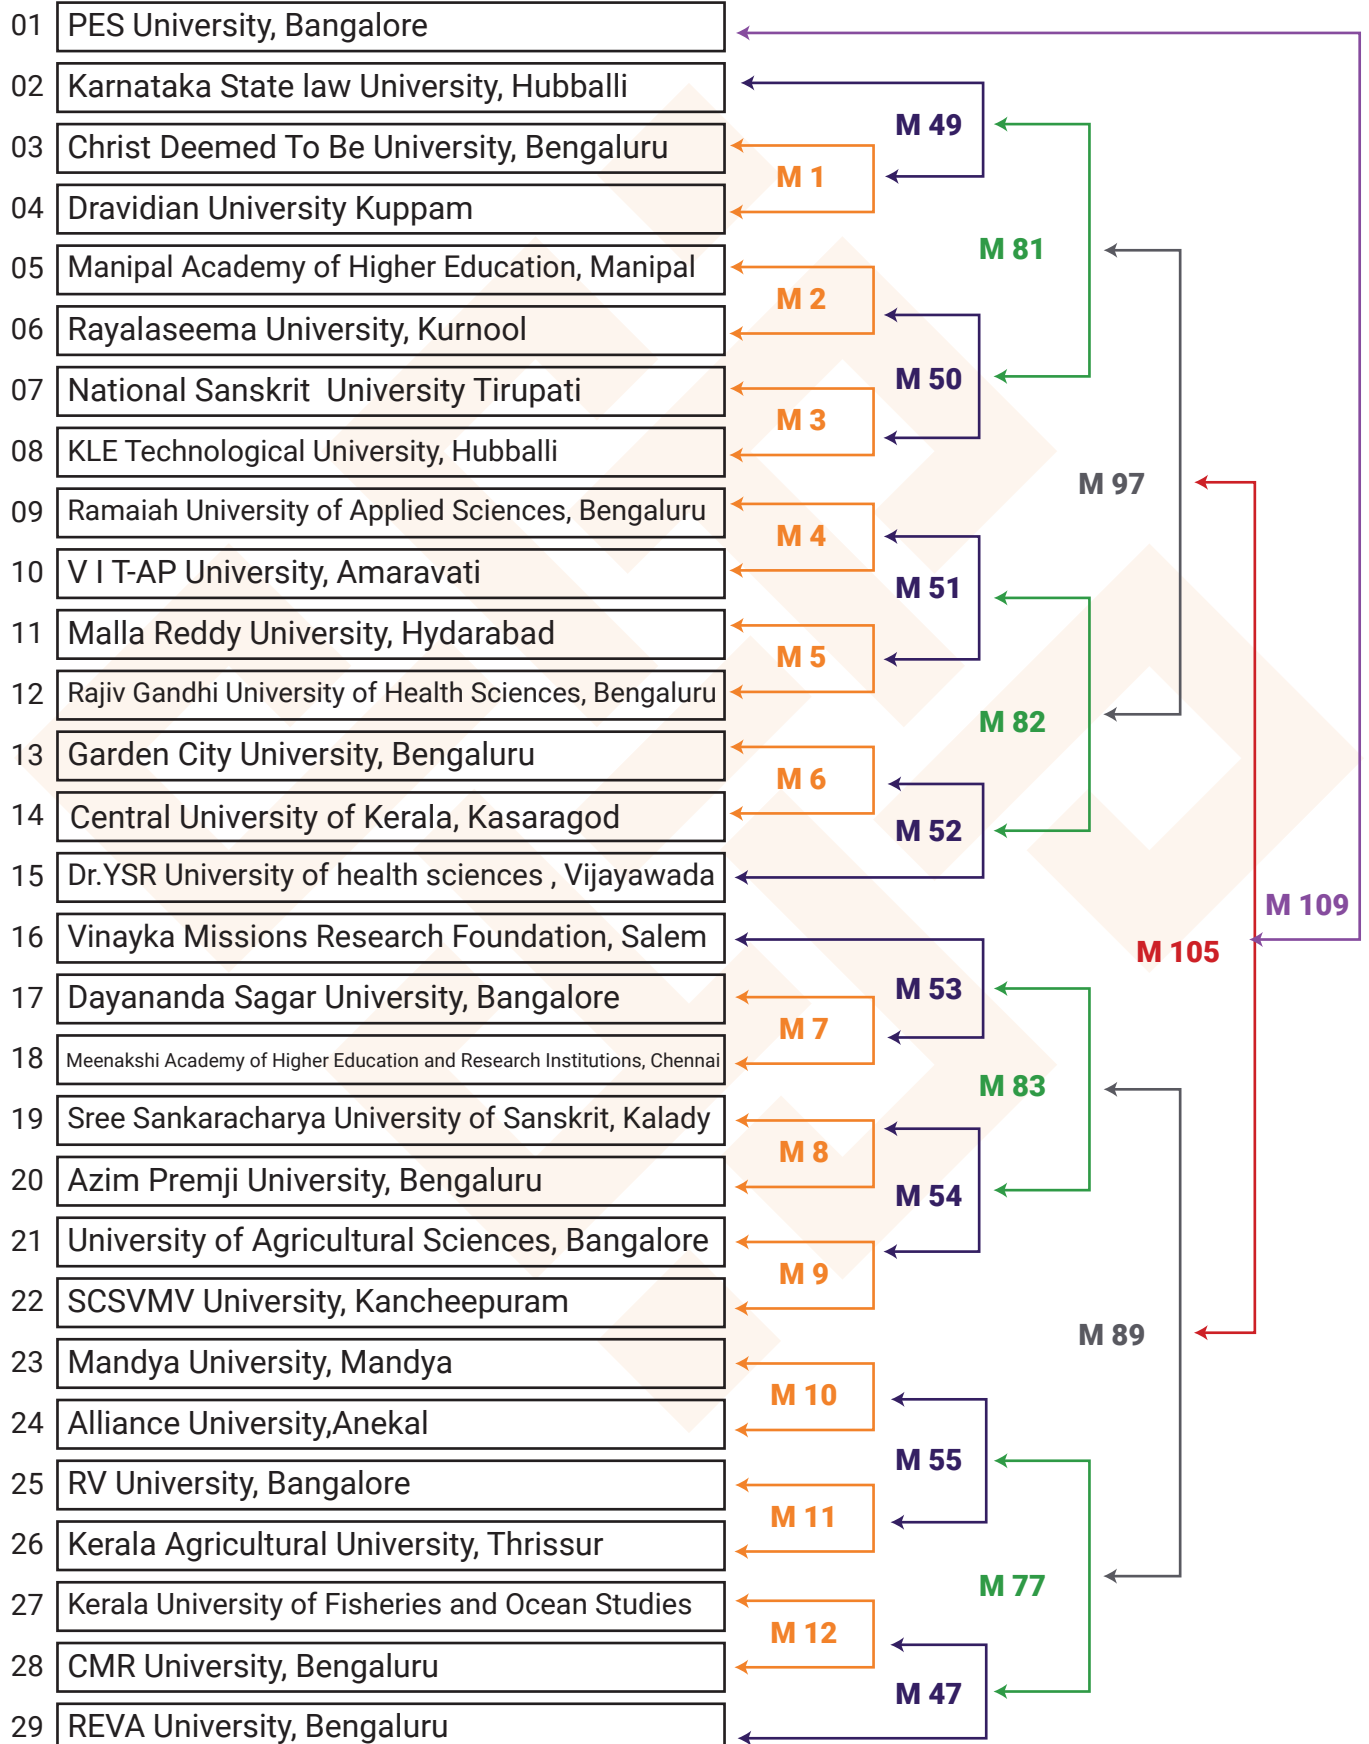 01 PES University, Bangalore
02 Karnataka State law University, Hubballi
M 49
03 Christ Deemed To Be University, Bengaluru
M 1
04 Dravidian University Kuppam
M 81
05 Manipal Academy of Higher Education, Manipal
M 2
06 Rayalaseema University, Kurnool
M 50
07 National Sanskrit University Tirupati
M 3
08 KLE Technological University, Hubballi
M 97
09 Ramaiah University of Applied Sciences, Bengaluru
M 4
10 V I T-AP University, Amaravati
M 51
11 Malla Reddy University, Hydarabad
M 5
12 Rajiv Gandhi University of Health Sciences, Bengaluru
M 82
13 Garden City University, Bengaluru
M 6
14 Central University of Kerala, Kasaragod
M 52
15 Dr.YSR University of health sciences , Vijayawada
M 109
16 Vinayka Missions Research Foundation, Salem
M 105
17 Dayananda Sagar University, Bangalore
M 53
M 7
18 Meenakshi Academy of Higher Education and Research Institutions, Chennai
M 83
19 Sree Sankaracharya University of Sanskrit, Kalady
M 8
20 Azim Premji University, Bengaluru
M 54
21 University of Agricultural Sciences, Bangalore
M 9
22 SCSVMV University, Kancheepuram
M 89
23 Mandya University, Mandya
M 10
24 Alliance University,Anekal
M 55
25 RV University, Bangalore
M 11
26 Kerala Agricultural University, Thrissur
M 77
27 Kerala University of Fisheries and Ocean Studies
M 12
28 CMR University, Bengaluru
M 47
29 REVA University, Bengaluru